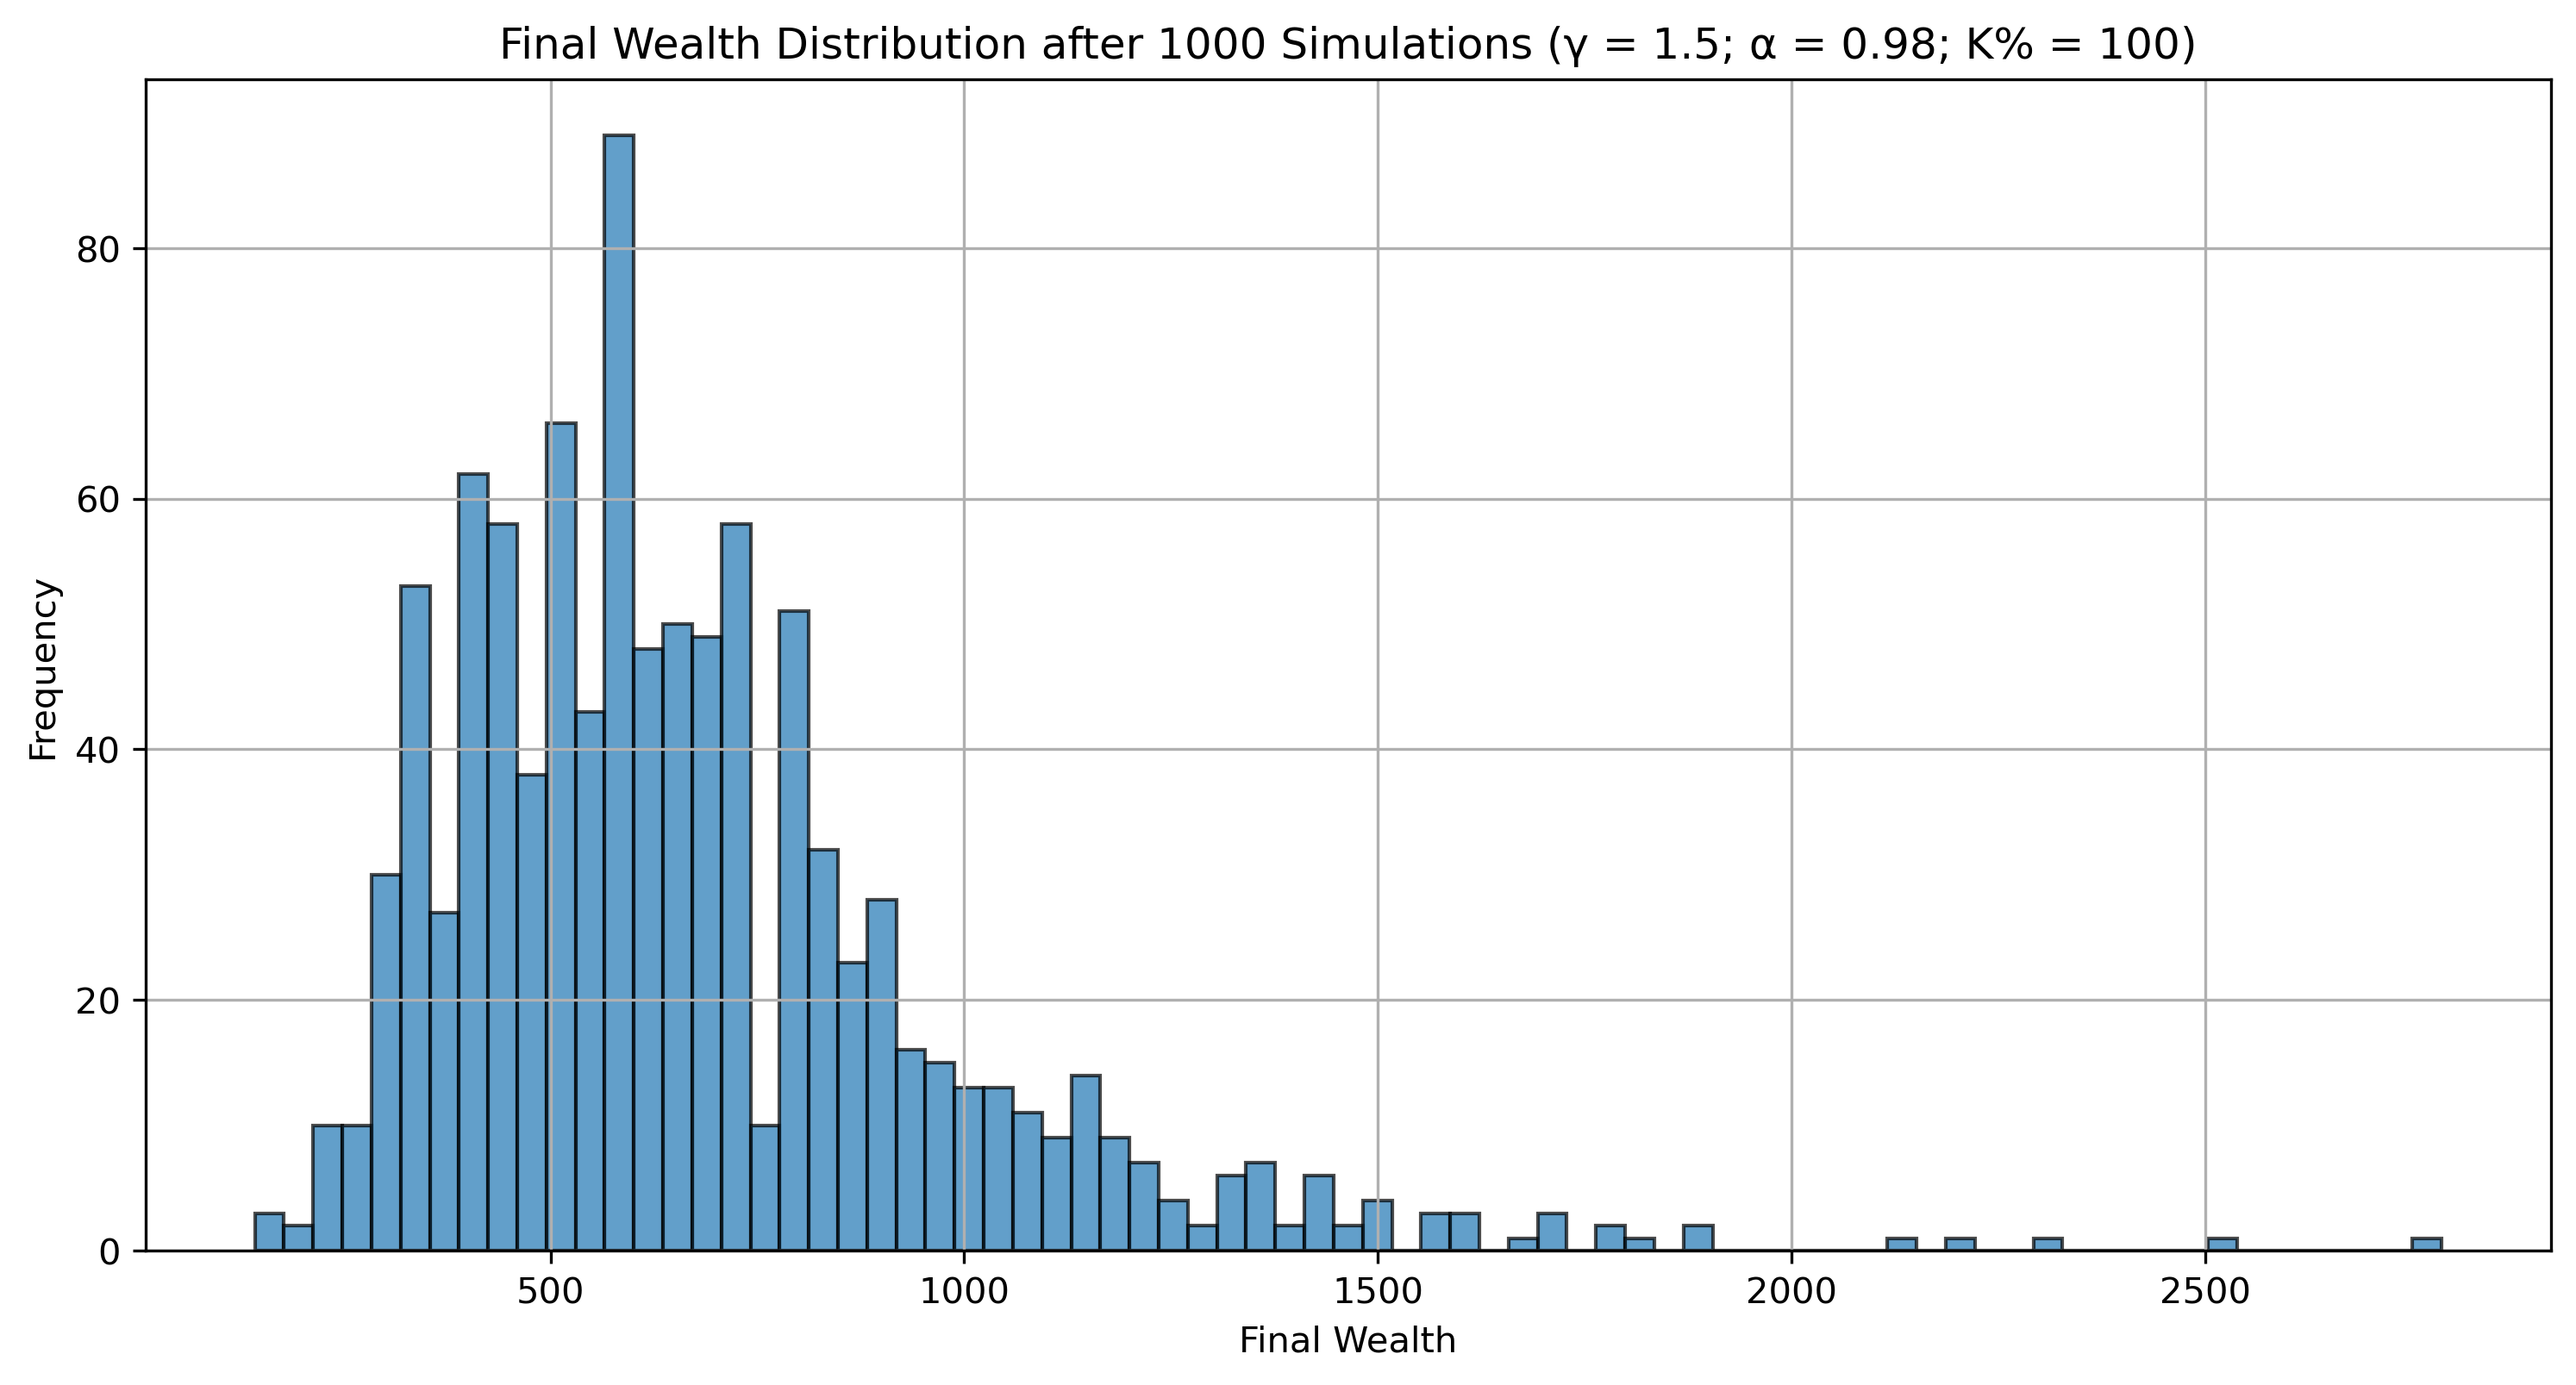 Final Wealth Distribution after 1000 Simulations (γ = 1.5; α = 0.98; K% = 100)
Frequency
80
60
40
20
0
500 1000 1500 2000 2500
Final Wealth